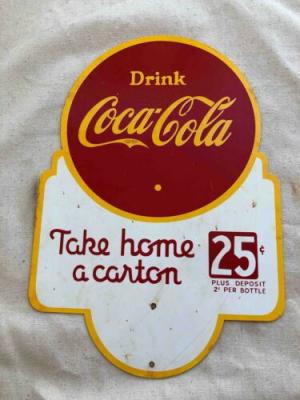 Drink
Coca-Cola
Take home
a carton
25¢
PLUS DEPOSIT
2¢ PER BOTTLE